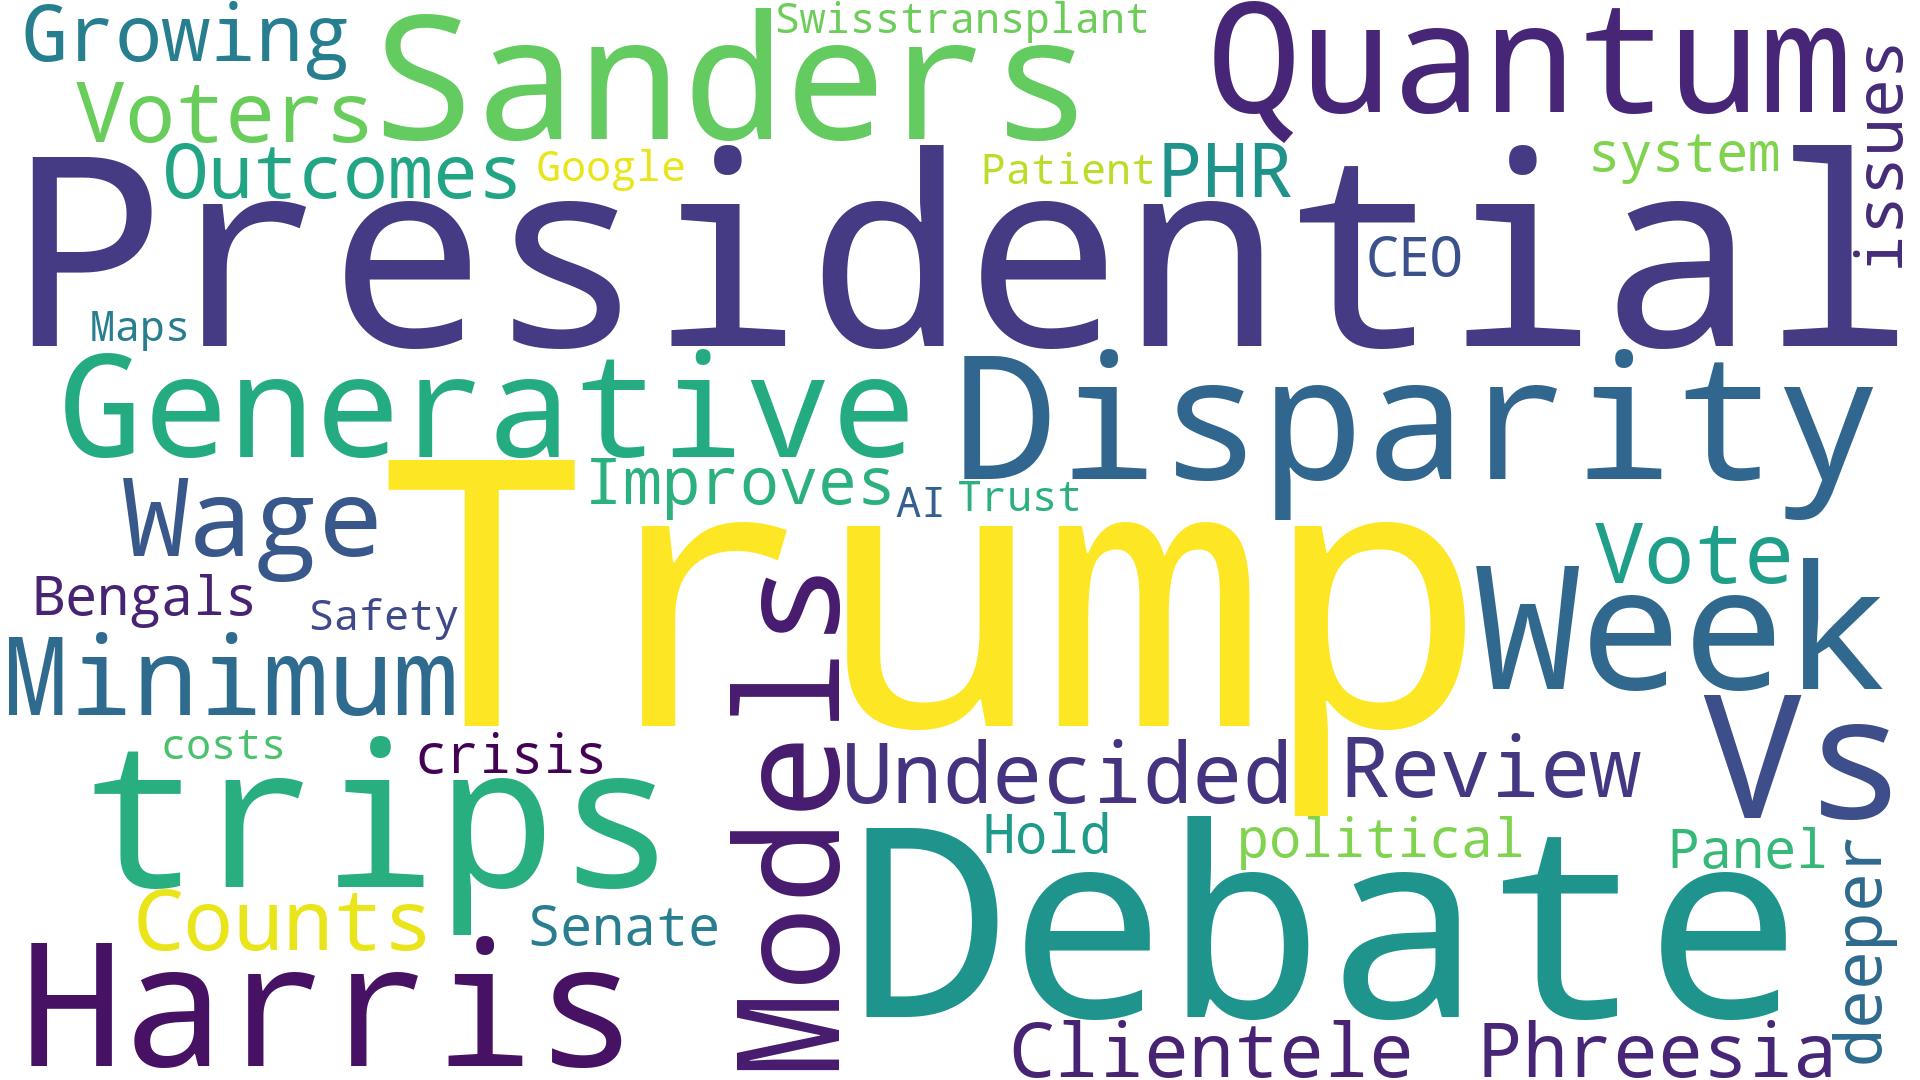 Growing
Sanders
Swisstransplant
Quantum
issues
Voters
Outcomes
Google
Patient
PHR
system
Presidential
CEO
Maps
Generative
Disparity
Wage
Trump
Improves
AI
Trust
Vote
Week
Bengals
Safety
Minimum
Models
costs
crisis
trips
Undecided
Review
Vs
Hold
political
Panel
deeper
Debate
Counts
Senate
Harris
Clientele
Phreesia